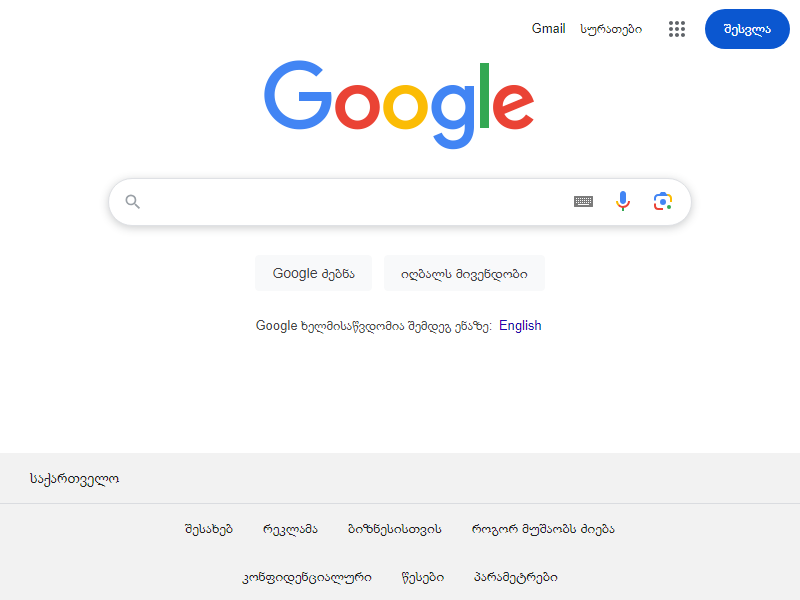 Gmail სურათები შესვლა
Google
Google ძებნა იღბალს მივენდობი
Google ხელმისაწვდომია შემდეგ ენაზე: English
საქართველო
შესახებ რეკლამა ბიზნესისთვის როგორ მუშაობს ძიება
კონფიდენციალური წესები პარამეტრები